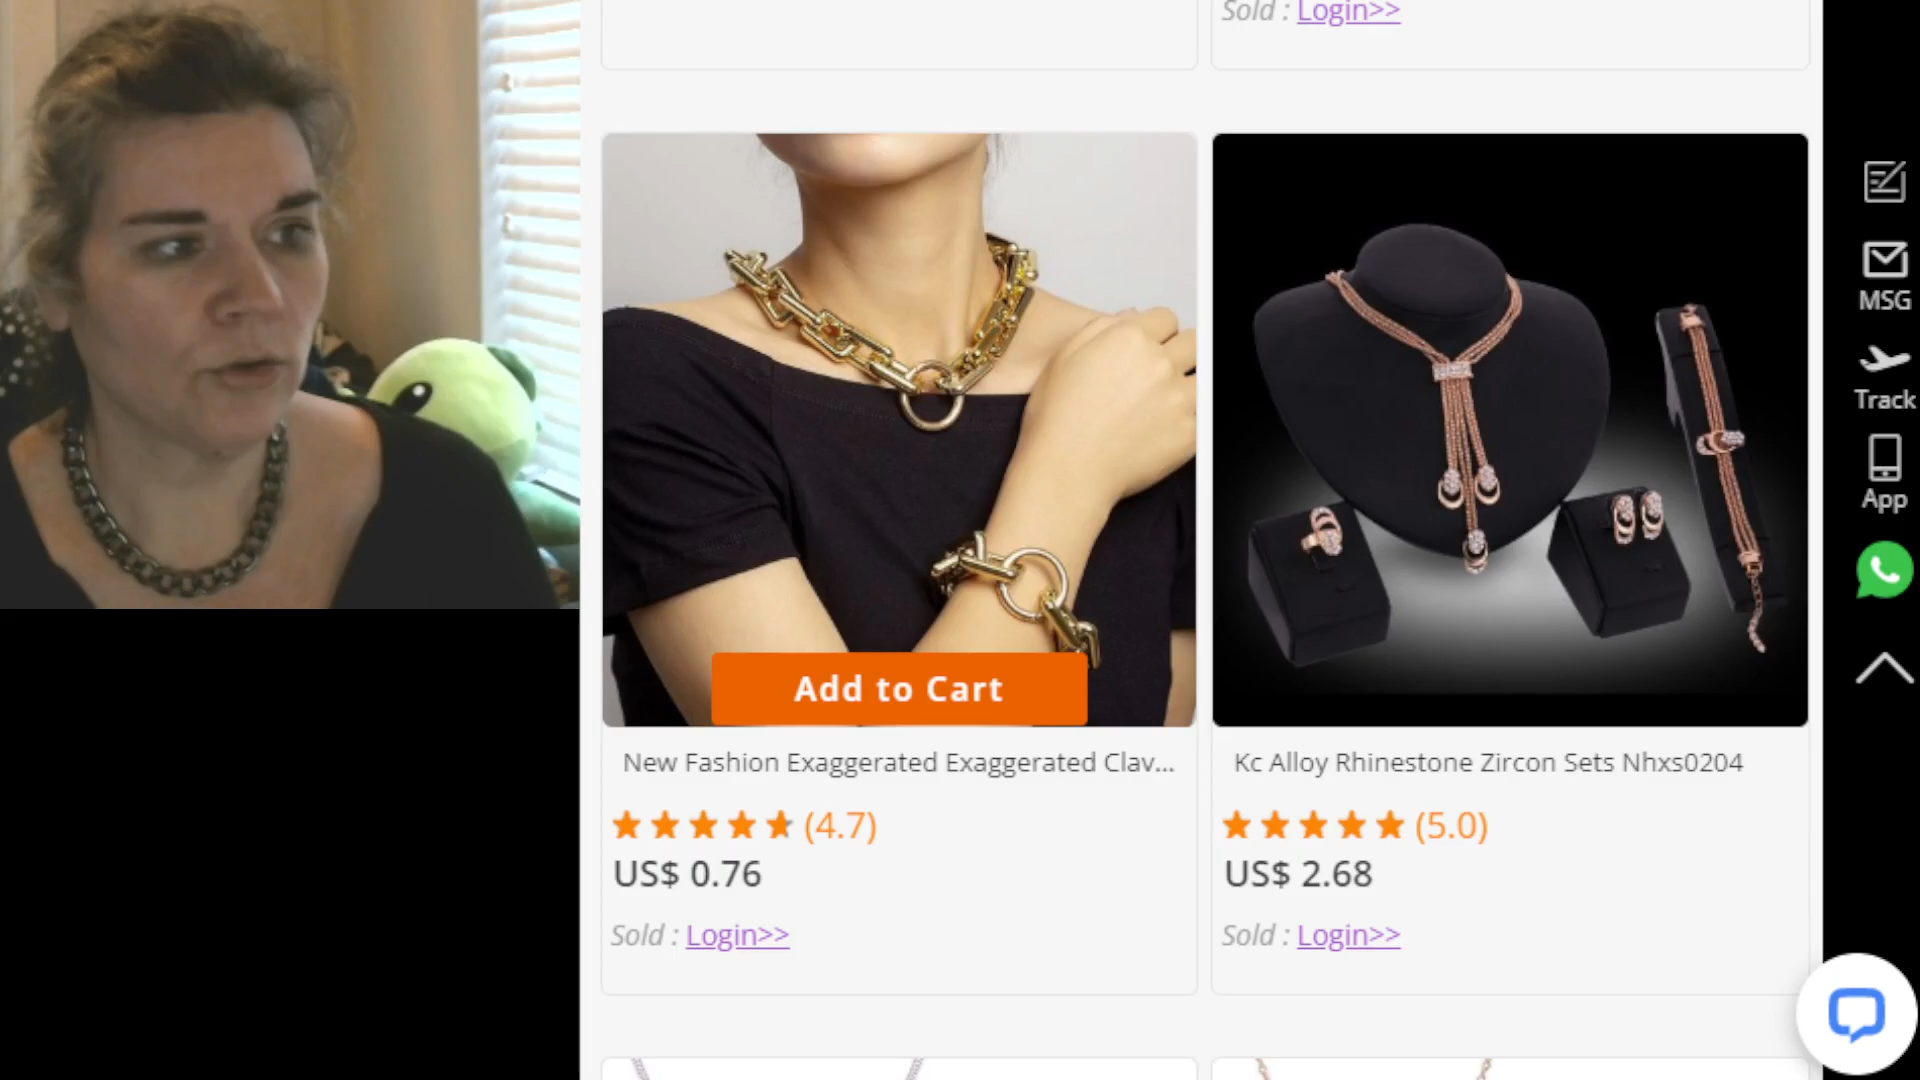 Sold : Login>>
MSG
Track
App
Add to Cart
New Fashion Exaggerated Exaggerated Clav...
Kc Alloy Rhinestone Zircon Sets Nhxs0204
(4.7)
(5.0)
US$ 0.76
US$ 2.68
Sold : Login>>
Sold : Login>>